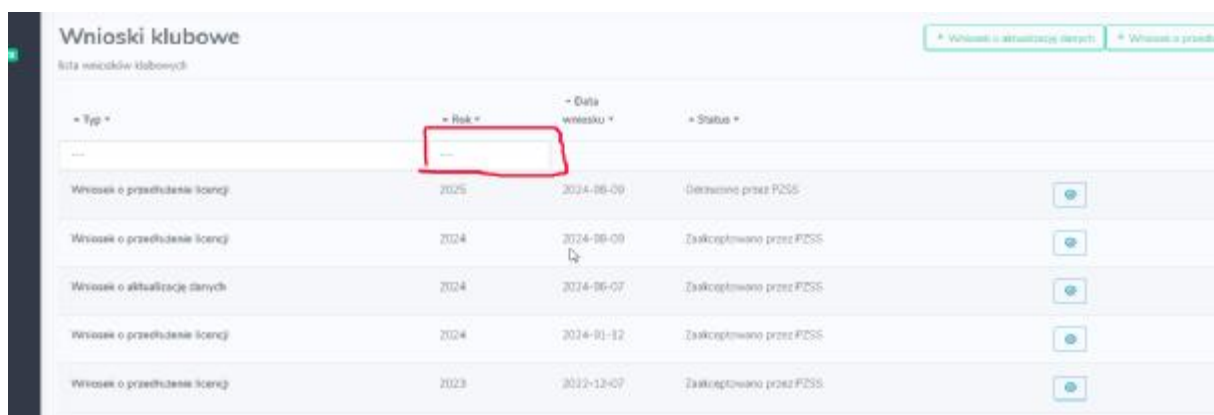 Wnioski klubowe
+ Wniosek o aktualizację danych + Wniosek o
lista wniosków klubowych
Typ Rok Data wniosku Status
---- ----
Wniosek o przedłużenie licencji 2025 2024-08-09 Odrzucono przez PZSS
Wniosek o przedłużenie licencji 2024 2024-08-09 Zaakceptowano przez PZSS
Wniosek o aktualizację danych 2024 2024-06-07 Zaakceptowano przez PZSS
Wniosek o przedłużenie licencji 2024 2024-01-12 Zaakceptowano przez PZSS
Wniosek o przedłużenie licencji 2023 2022-12-07 Zaakceptowano przez PZSS